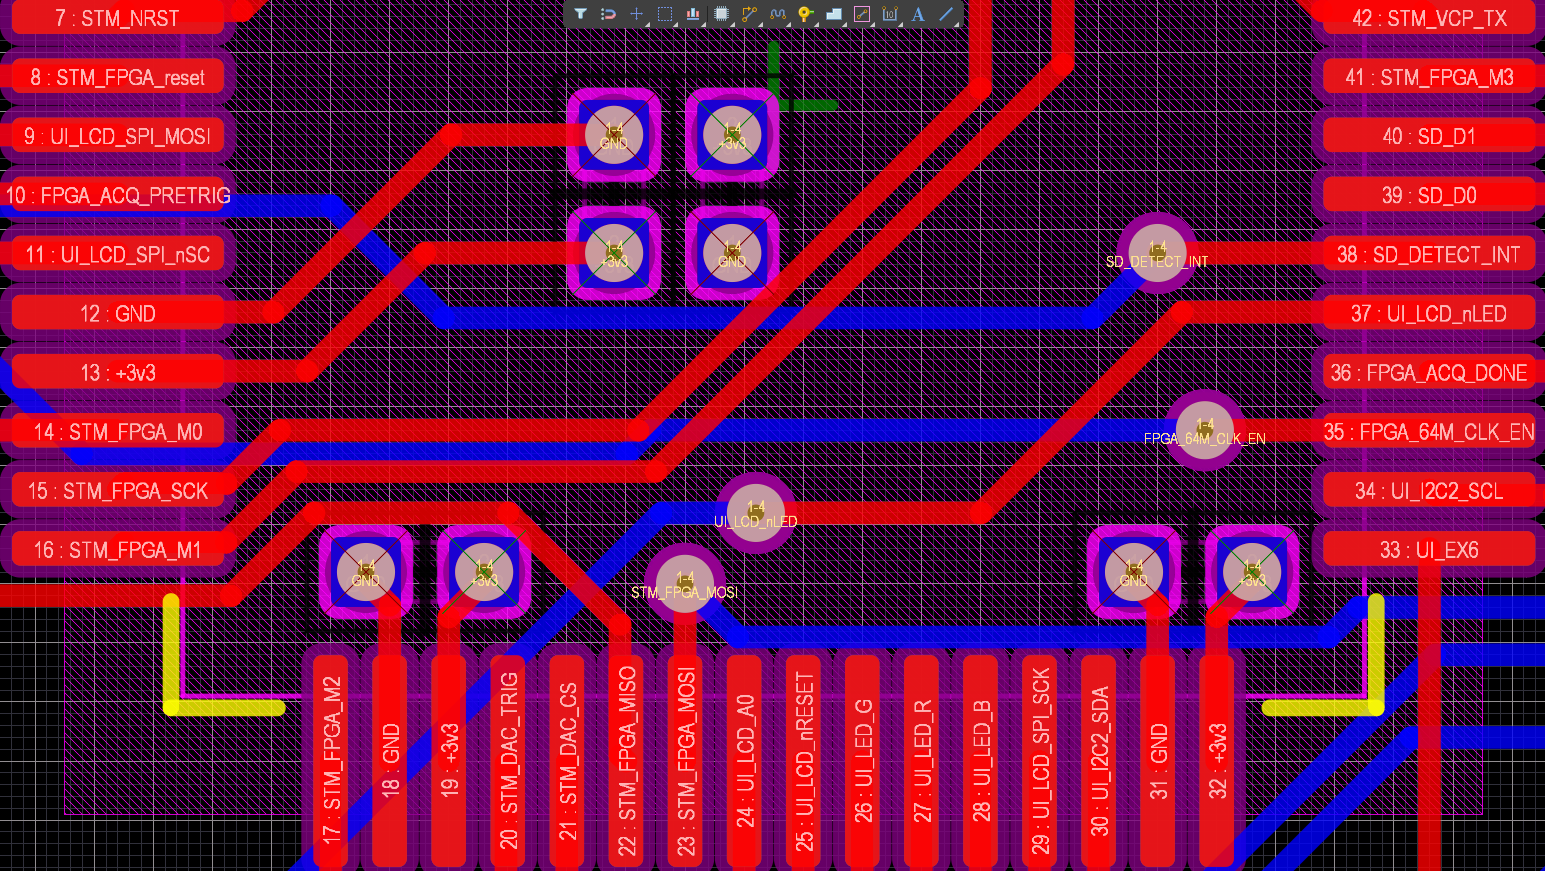 7 : STM_NRST
8 : STM_FPGA_reset
9 : UI_LCD_SPI_MOSI
10 : FPGA_ACQ_PRETRIG
11 : UI_LCD_SPI_nSC
12 : GND
13 : +3v3
14 : STM_FPGA_M0
15 : STM_FPGA_SCK
16 : STM_FPGA_M1
A
1-4
GND
1-4
+3v3
1-4
+3v3
1-4
GND
1-4
SD_DETECT_INT
1-4
FPGA_64M_CLK_EN
1-4
UI_LCD_nLED
1-4
STM_FPGA_MOSI
1-4
GND
1-4
+3v3
1-4
GND
1-4
+3v3
42 : STM_VCP_TX
41 : STM_FPGA_M3
40 : SD_D1
39 : SD_D0
38 : SD_DETECT_INT
37 : UI_LCD_nLED
36 : FPGA_ACQ_DONE
35 : FPGA_64M_CLK_EN
34 : UI_I2C2_SCL
33 : UI_EX6
17 : STM_FPGA_M2
18 : GND
19 : +3v3
20 : STM_DAC_TRIG
21 : STM_DAC_CS
22 : STM_FPGA_MISO
23 : STM_FPGA_MOSI
24 : UI_LCD_A0
25 : UI_LCD_nRESET
26 : UI_LED_G
27 : UI_LED_R
28 : UI_LED_B
29 : UI_LCD_SPI_SCK
30 : UI_I2C2_SDA
31 : GND
32 : +3v3